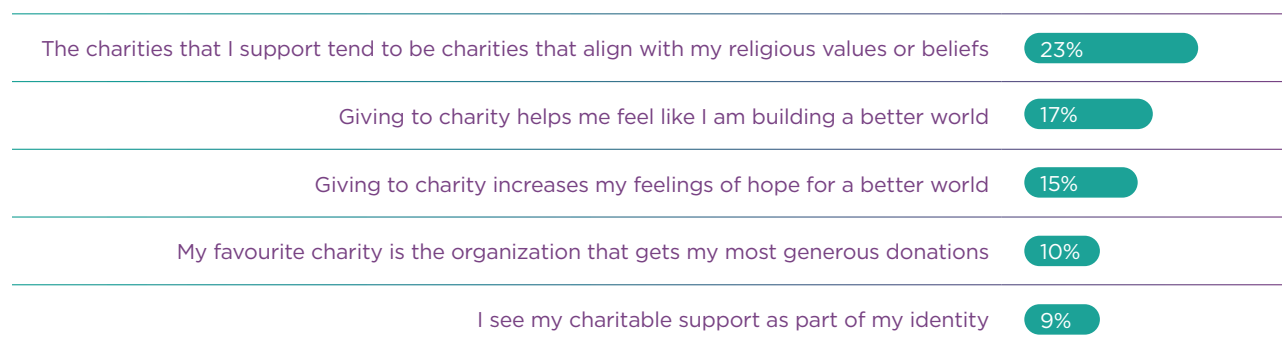 The charities that I support tend to be charities that align with my religious values or beliefs 23%
Giving to charity helps me feel like I am building a better world 17%
Giving to charity increases my feelings of hope for a better world 15%
My favourite charity is the organization that gets my most generous donations 10%
I see my charitable support as part of my identity 9%